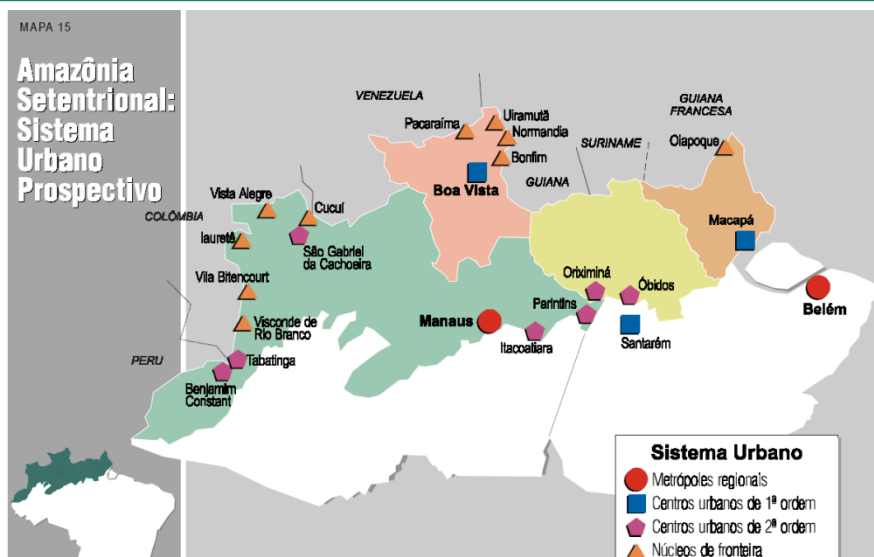 MAPA 15
Amazônia
Setentrional:
Sistema
Urbano
Prospectivo
VENEZUELA
Pacaraíma
Uiramutã
Normandia
Bonfim
Boa Vista
GUIANA
SURINAME
GUIANA
FRANCESA
Oiapoque
Macapá
Vista Alegre
Cucuí
COLÔMBIA
Iauretê
São Gabriel
da Cachoeira
Vila Bitencourt
Visconde de
Rio Branco
PERU
Tabatinga
Benjamim
Constant
Manaus
Itacoatiara
Parintins
Oriximiná
Óbidos
Santarém
Belém
Sistema Urbano
Metrópoles regionais
Centros urbanos de 1ª ordem
Centros urbanos de 2ª ordem
Núcleos de fronteira